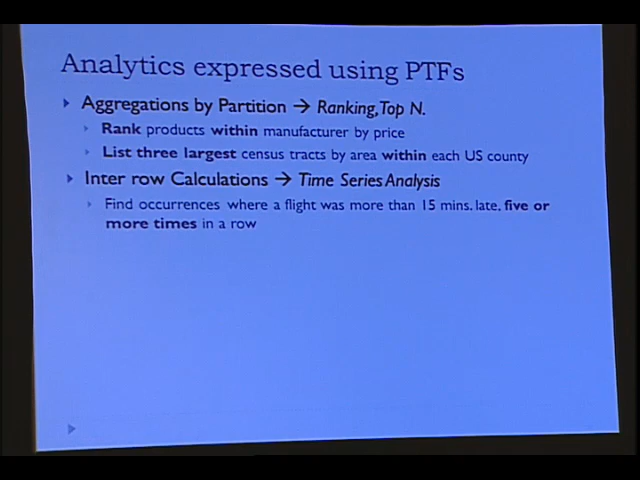 Analytics expressed using PTFs
Aggregations by Partition → Ranking, Top N.
Rank products within manufacturer by price
List three largest census tracts by area within each US county
Inter row Calculations → Time Series Analysis
Find occurrences where a flight was more than 15 mins. late, five or
more times in a row